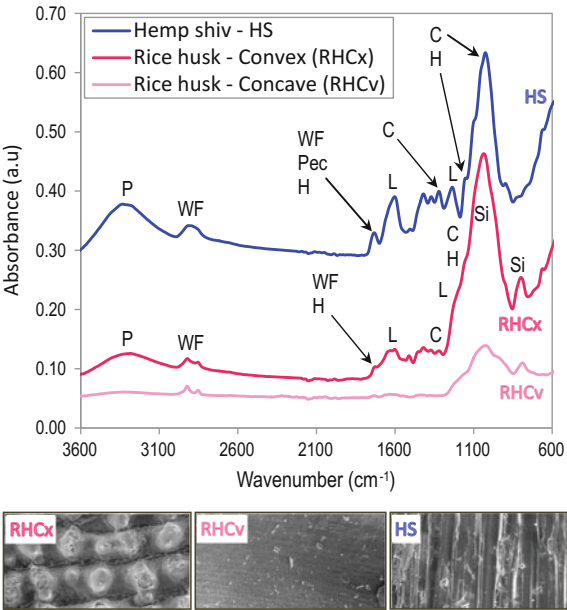 0.70
0.60
0.50
0.40
0.30
0.20
0.10
0.00
Absorbance (a.u)
Hemp shiv - HS
Rice husk - Convex (RHCx)
Rice husk - Concave (RHCv)
C
H
HS
WF
Pec
H
C
P
WF
L
L
Si
C
H
WF
H
L
Si
P
WF
L
C
RHCx
RHCv
3600
3100
2600
2100
1600
1100
600
Wavenumber (cm-1)
RHCx
RHCv
HS